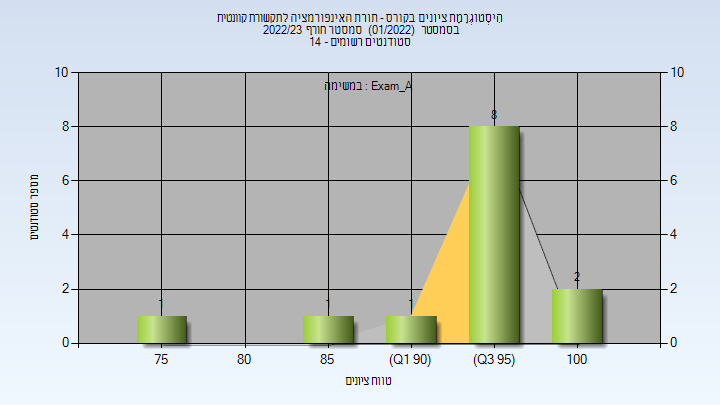 היסטוגרמת ציונים בקורס - תורת האינפורמציה לתקשורת קוונטית
בסמסטר (01/2022) סמסטר חורף 2022/23
סטודנטים רשומים - 14
במשימה : Exam_A
10 10
8 8
6 6
4 4
2 2
0 0
1 1 1 8 2
מספר סטודנטים
75 80 85 (Q1 90) (Q3 95) 100
טווח ציונים